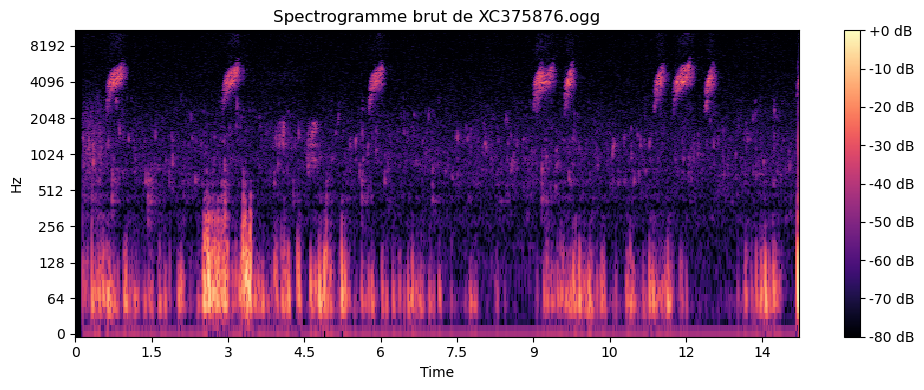 Spectrogramme brut de XC375876.ogg
Hz
8192
4096
2048
1024
512
256
128
64
0
0 1.5 3 4.5 6 7.5 9 10 12 14
Time
+0 dB
-10 dB
-20 dB
-30 dB
-40 dB
-50 dB
-60 dB
-70 dB
-80 dB